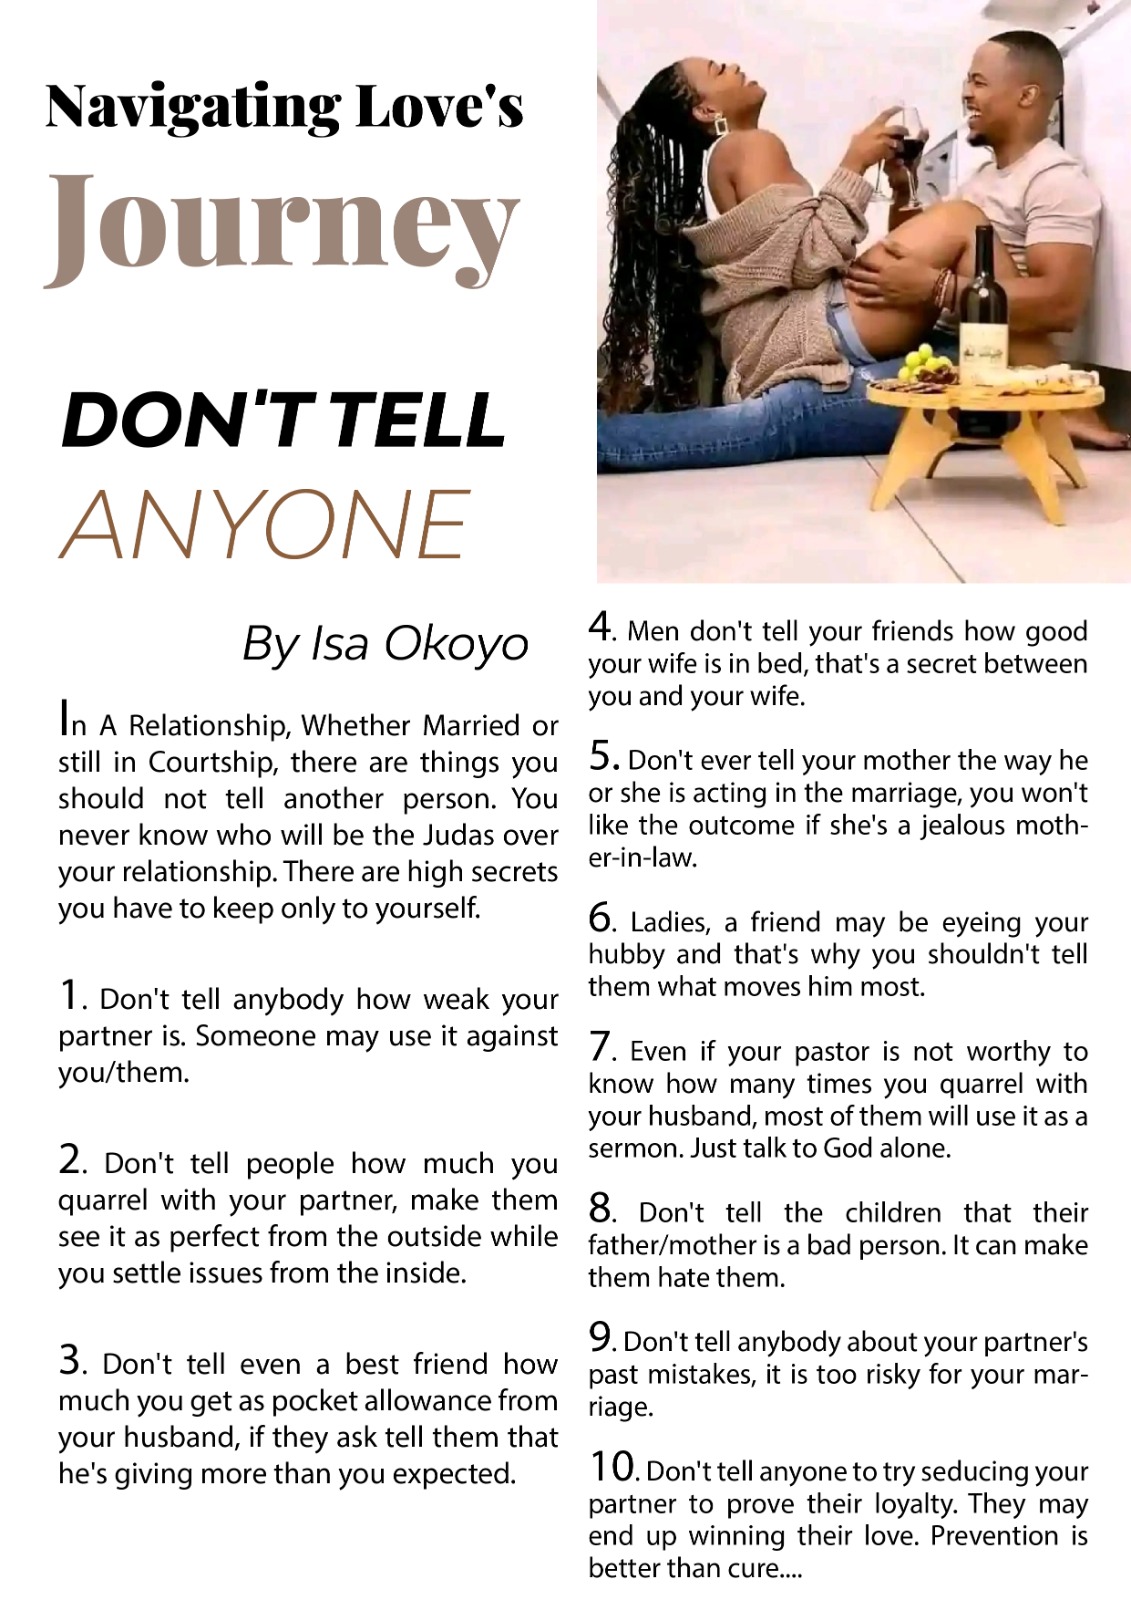 Navigating Love's
Journey
DON'T TELL
ANYONE
By Isa Okoyo
In A Relationship, Whether Married or
still in Courtship, there are things you
should not tell another person. You
never know who will be the Judas over
your relationship. There are high secrets
you have to keep only to yourself.
1. Don't tell anybody how weak your
partner is. Someone may use it against
you/them.
2. Don't tell people how much you
quarrel with your partner, make them
see it as perfect from the outside while
you settle issues from the inside.
3. Don't tell even a best friend how
much you get as pocket allowance from
your husband, if they ask tell them that
he's giving more than you expected.
4. Men don't tell your friends how good
your wife is in bed, that's a secret between
you and your wife.
5. Don't ever tell your mother the way he
or she is acting in the marriage, you won't
like the outcome if she's a jealous moth-
er-in-law.
6. Ladies, a friend may be eyeing your
hubby and that's why you shouldn't tell
them what moves him most.
7. Even if your pastor is not worthy to
know how many times you quarrel with
your husband, most of them will use it as a
sermon. Just talk to God alone.
8. Don't tell the children that their
father/mother is a bad person. It can make
them hate them.
9. Don't tell anybody about your partner's
past mistakes, it is too risky for your mar-
riage.
10. Don't tell anyone to try seducing your
partner to prove their loyalty. They may
end up winning their love. Prevention is
better than cure....